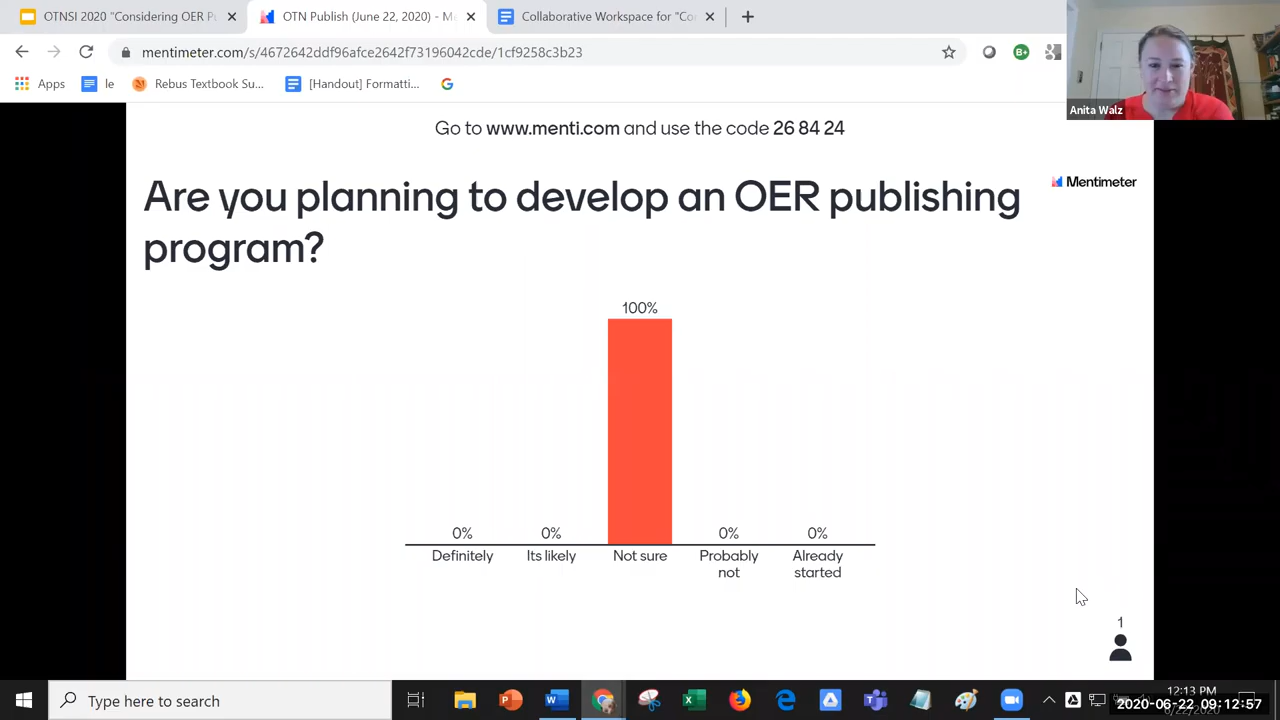 OTNSI 2020 "Considering OER P
OTN Publish (June 22, 2020) - M
Collaborative Workspace for "Co
mentimeter.com/s/4672642ddf96afce2642f73196042cde/1cf9258c3b23
Apps
le
Rebus Textbook Su...
[Handout] Formatti...
Anita Walz
Go to www.menti.com and use the code 26 84 24
Mentimeter
Are you planning to develop an OER publishing
program?
100%
0%
0%
0%
0%
Definitely
Its likely
Not sure
Probably
not
Already
started
1
Type here to search
12:13 PM
2020-06-22 09:12:57